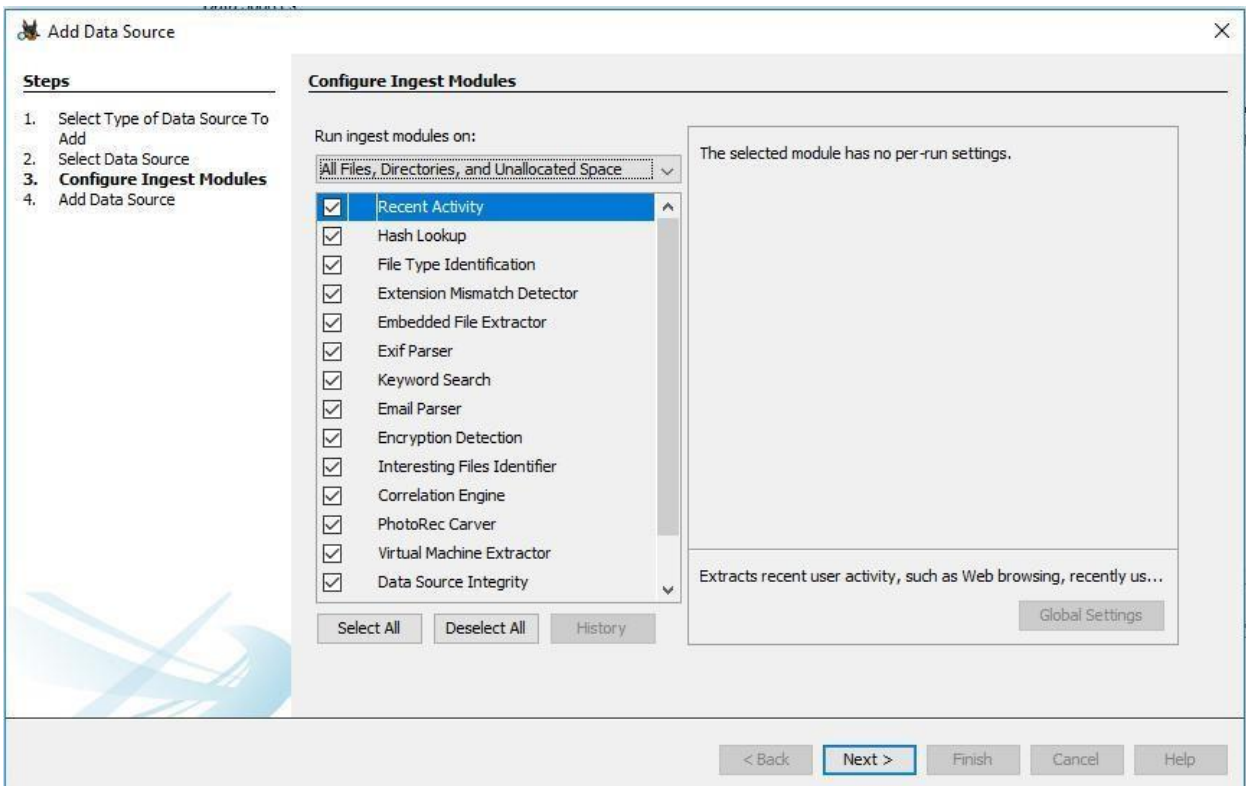 Add Data Source
Steps
1. Select Type of Data Source To
Add
2. Select Data Source
3. Configure Ingest Modules
4. Add Data Source
Configure Ingest Modules
Run ingest modules on:
All Files, Directories, and Unallocated Space
Recent Activity
Hash Lookup
File Type Identification
Extension Mismatch Detector
Embedded File Extractor
Exif Parser
Keyword Search
Email Parser
Encryption Detection
Interesting Files Identifier
Correlation Engine
PhotoRec Carver
Virtual Machine Extractor
Data Source Integrity
Select All Deselect All History
The selected module has no per-run settings.
Extracts recent user activity, such as Web browsing, recently us...
Global Settings
< Back Next > Finish Cancel Help